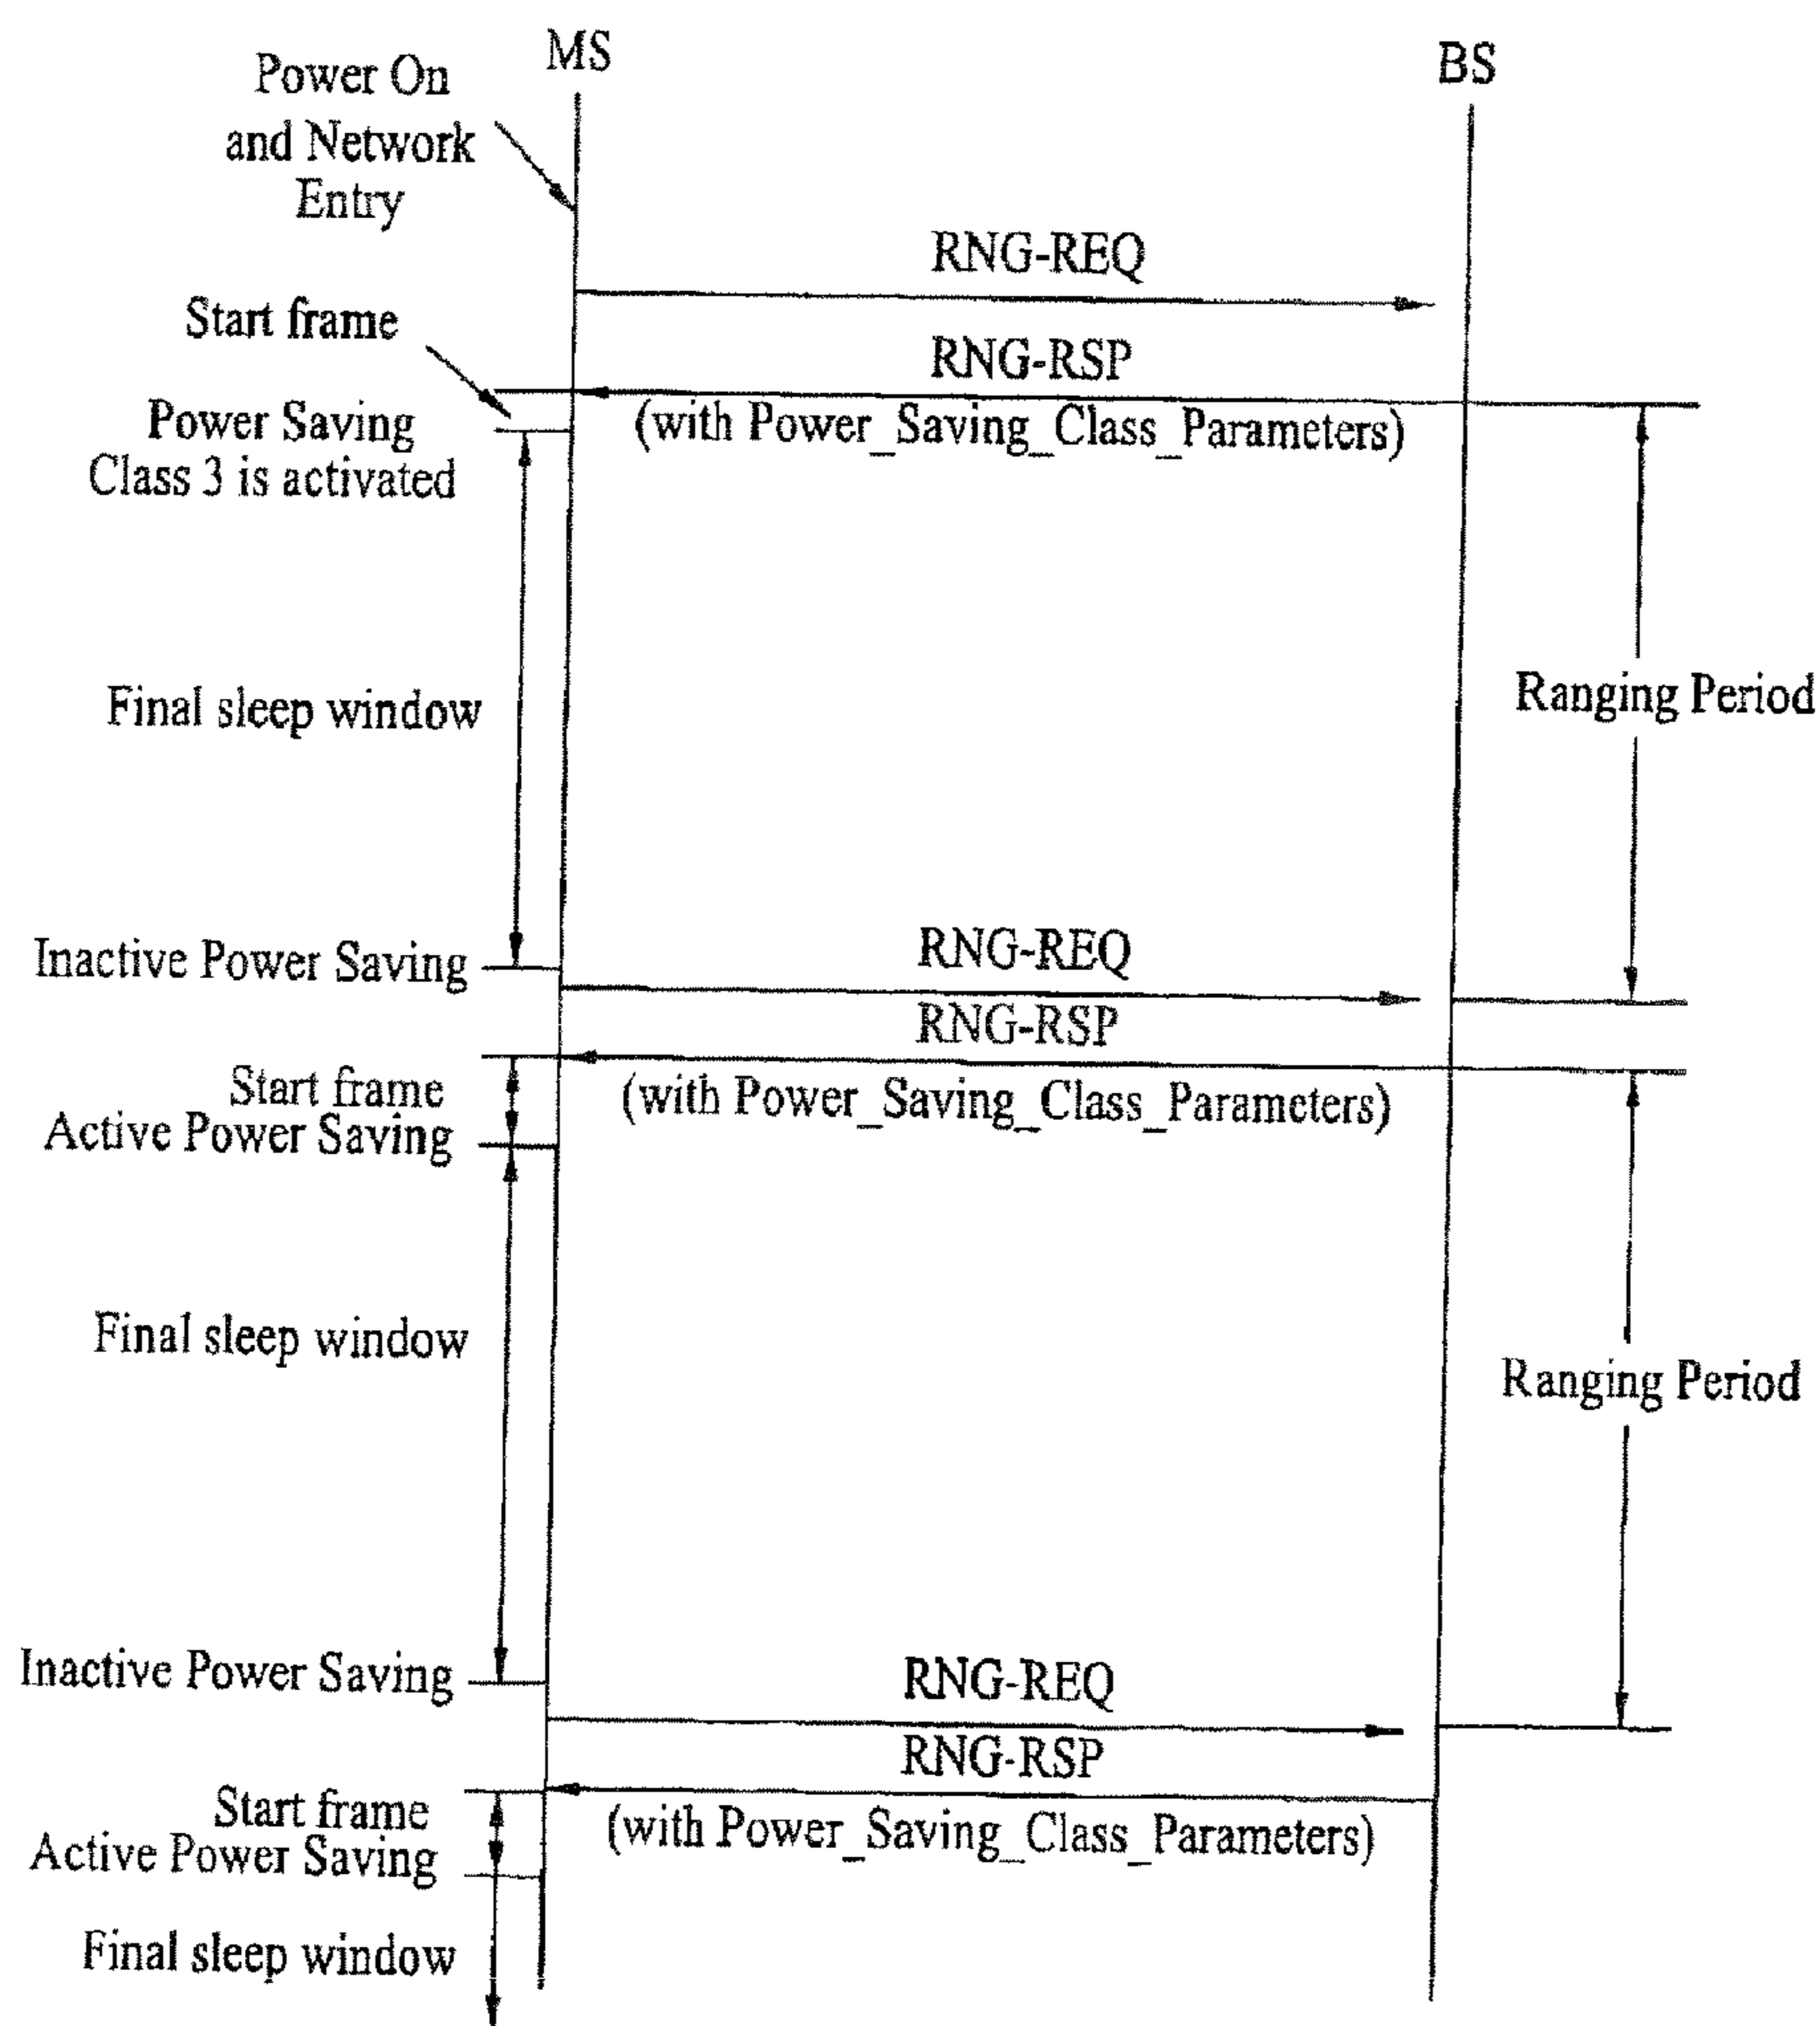 MS
BS
Power On
and Network
Entry
RNG-REQ
Start frame
RNG-RSP
(with Power_Saving_Class_Parameters)
Power Saving
Class 3 is activated
Final sleep window
Ranging Period
Inactive Power Saving
RNG-REQ
RNG-RSP
(with Power_Saving_Class_Parameters)
Start frame
Active Power Saving
Final sleep window
Ranging Period
Inactive Power Saving
RNG-REQ
RNG-RSP
(with Power_Saving_Class_Parameters)
Start frame
Active Power Saving
Final sleep window